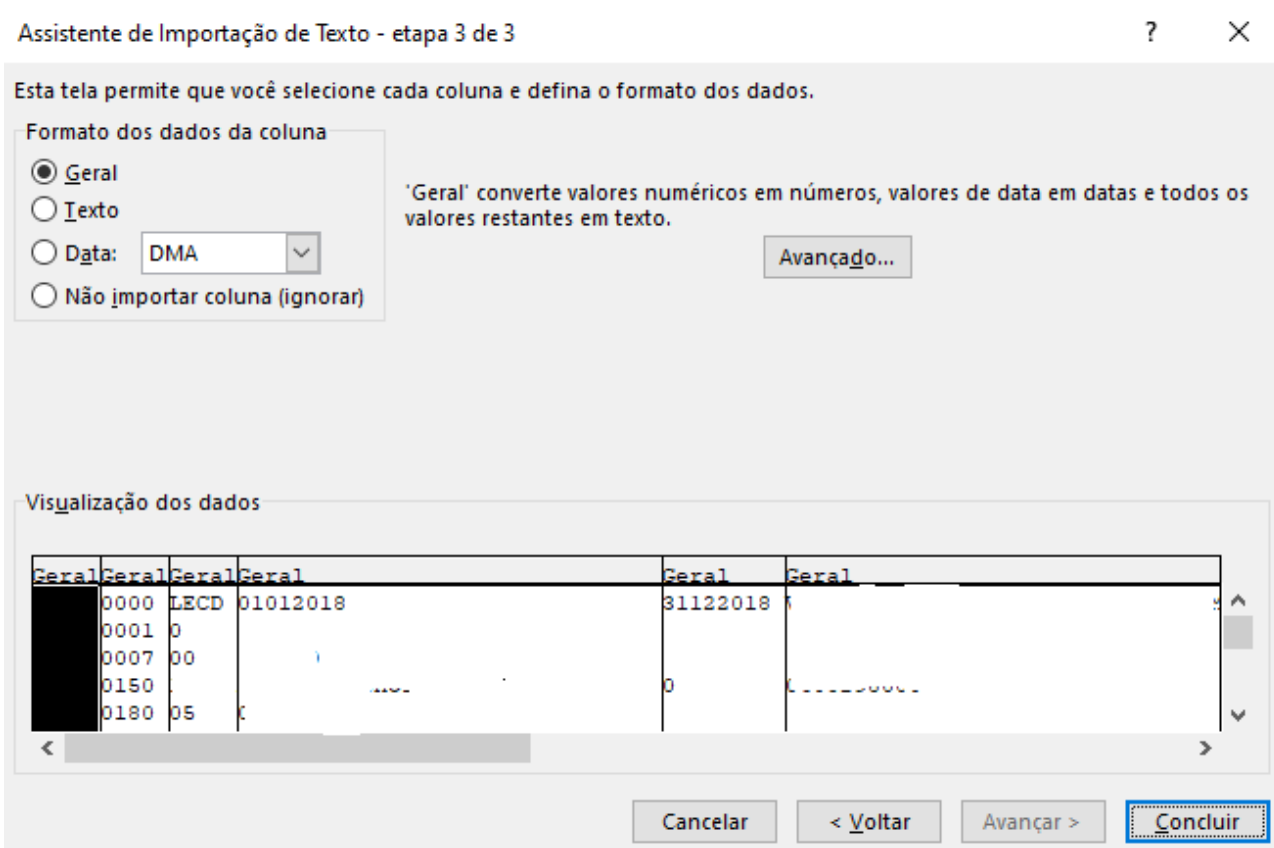 Assistente de Importação de Texto - etapa 3 de 3
?
Esta tela permite que você selecione cada coluna e defina o formato dos dados.
Formato dos dados da coluna
Geral
Texto
Data: DMA
Não importar coluna (ignorar)
'Geral' converte valores numéricos em números, valores de data em datas e todos os
valores restantes em texto.
Avançado...
Visualização dos dados
Geral Geral Geral Geral Geral Geral
0000 LECD 01012018 31122018
0001 0
0007 00
0150 0
0180 05
Cancelar
< Voltar
Avançar >
Concluir